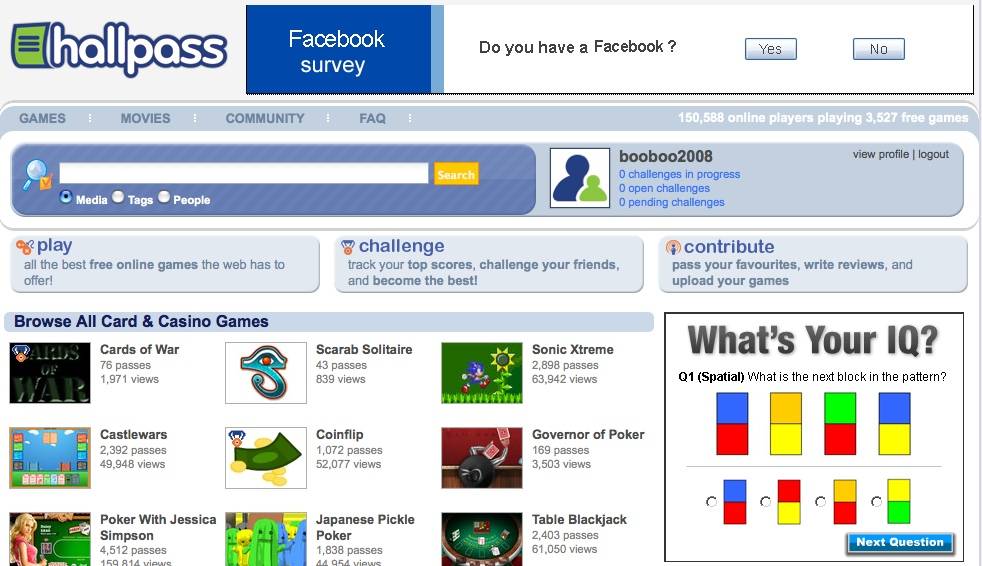 hallpass
Facebook
survey
Do you have a Facebook ?
Yes
No
GAMES
MOVIES
COMMUNITY
FAQ
150,588 online players playing 3,527 free games
Search
Media
Tags
People
booboo2008
view profile | logout
0 challenges in progress
0 open challenges
0 pending challenges
play
all the best free online games the web has to
offer!
challenge
track your top scores, challenge your friends,
and become the best!
contribute
pass your favourites, write reviews, and
upload your games
Browse All Card & Casino Games
CARDS
OF
WAR
Cards of War
76 passes
1,971 views
Scarab Solitaire
43 passes
839 views
Sonic Xtreme
2,898 passes
63,942 views
Castlewars
2,392 passes
49,948 views
Coinflip
1,072 passes
52,077 views
Governor of Poker
169 passes
3,503 views
Poker With Jessica
Simpson
4,512 passes
159,814 views
Japanese Pickle
Poker
1,838 passes
44,954 views
Table Blackjack
2,403 passes
61,050 views
What's Your IQ?
Q1 (Spatial) What is the next block in the pattern?
Next Question